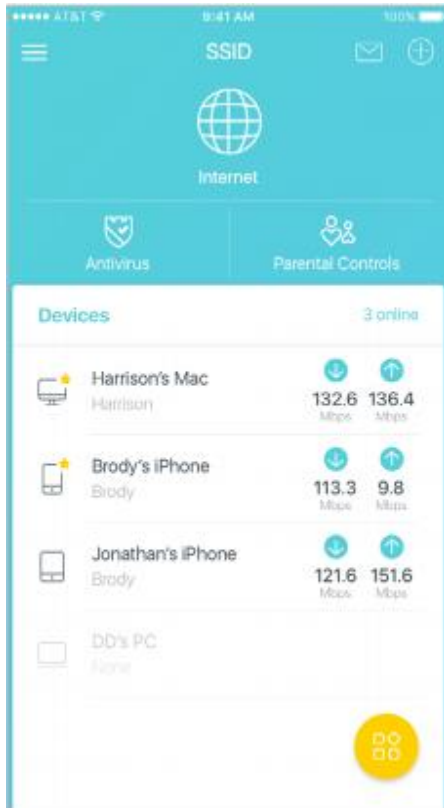 AT&T
9:41 AM
100%
SSID
Internet
Antivirus
Parental Controls
Devices
3 online
Harrison's Mac
Harrison
132.6 136.4
Mbps Mbps
Brody's iPhone
Brody
113.3 9.8
Mbps Mbps
Jonathan's iPhone
Brody
121.6 151.6
Mbps Mbps
DD's PC
None